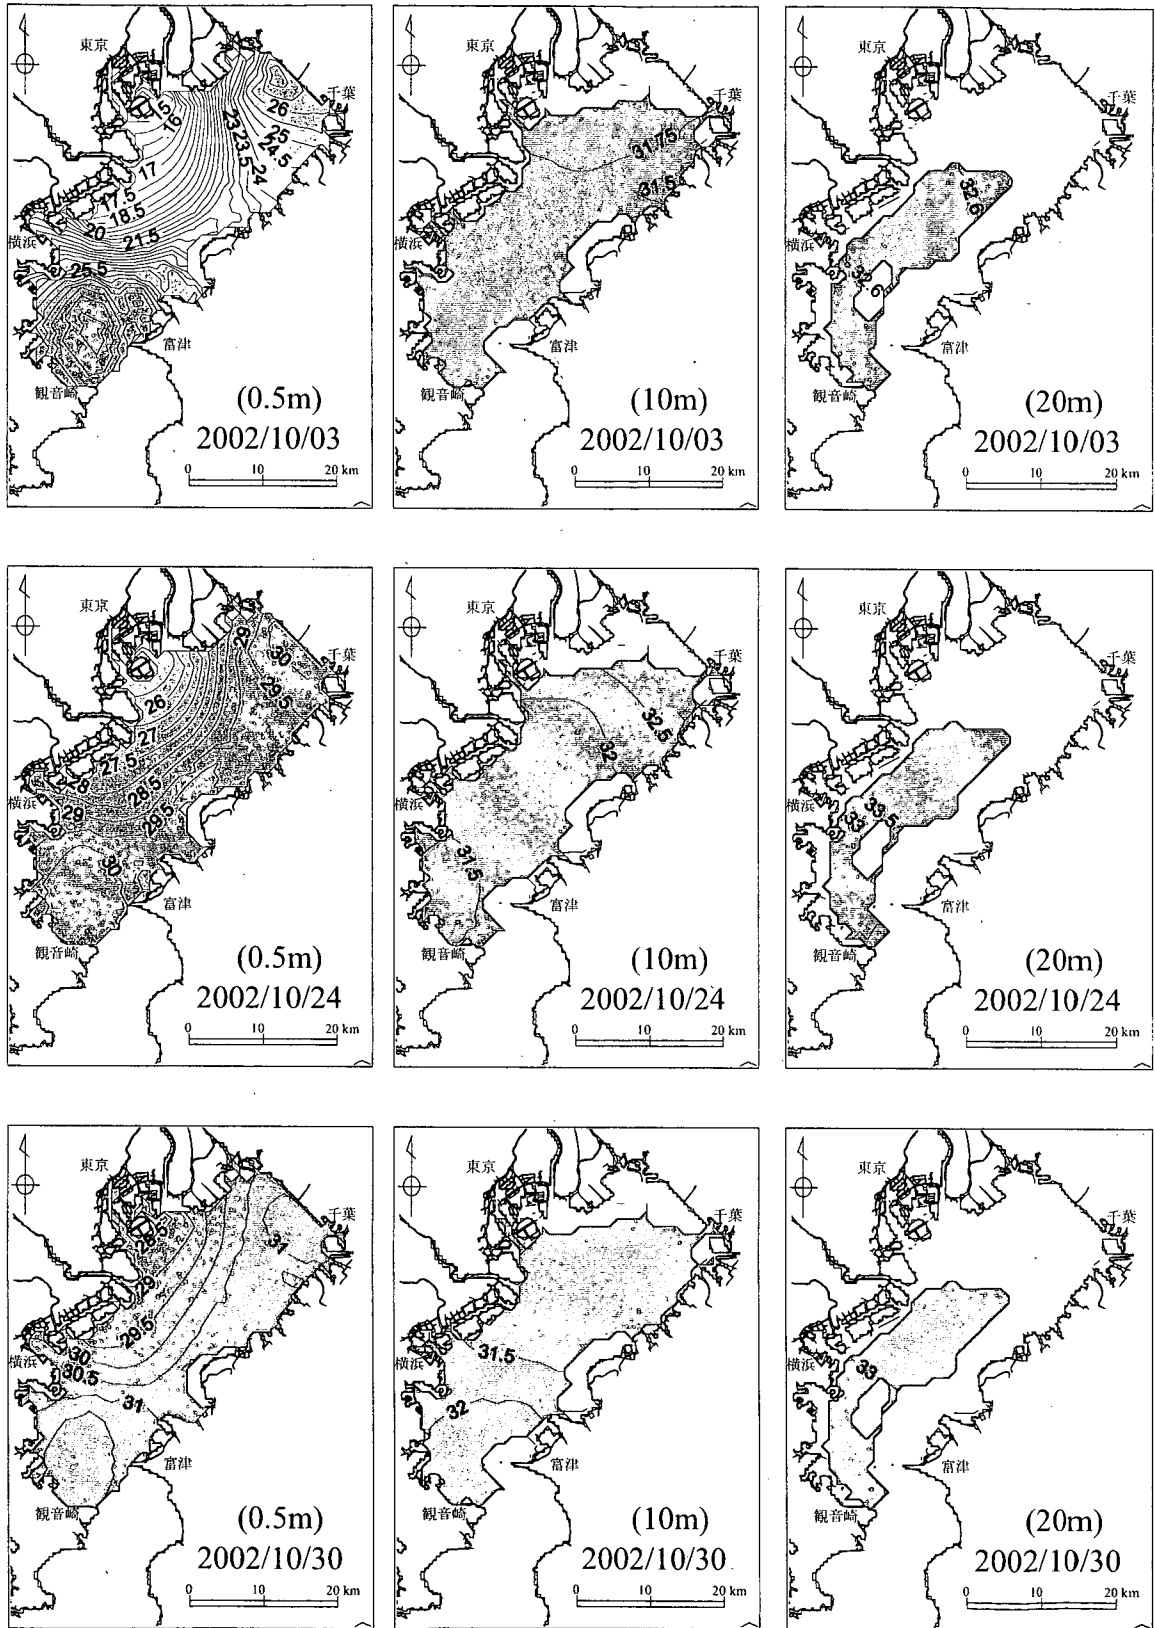 東京
千葉
15
16
17
17.5
18.5
20
21.5
23
23.5
24
24.5
25
26
25.5
横浜
富津
観音崎
(0.5m)
2002/10/03
0 10 20 km
東京
千葉
31.75
31.5
横浜
富津
観音崎
(10m)
2002/10/03
0 10 20 km
東京
千葉
32.6
横浜
富津
観音崎
(20m)
2002/10/03
0 10 20 km
東京
千葉
29
30
29.5
26
27
27.5
28
28.5
29
29.5
30
横浜
富津
観音崎
(0.5m)
2002/10/24
0 10 20 km
東京
千葉
32.5
32
31.5
横浜
富津
観音崎
(10m)
2002/10/24
0 10 20 km
東京
千葉
33
33.5
横浜
富津
観音崎
(20m)
2002/10/24
0 10 20 km
東京
千葉
28.5
31
29
29.5
30
30.5
31
横浜
富津
観音崎
(0.5m)
2002/10/30
0 10 20 km
東京
千葉
31.5
32
横浜
富津
観音崎
(10m)
2002/10/30
0 10 20 km
東京
千葉
33
横浜
富津
観音崎
(20m)
2002/10/30
0 10 20 km